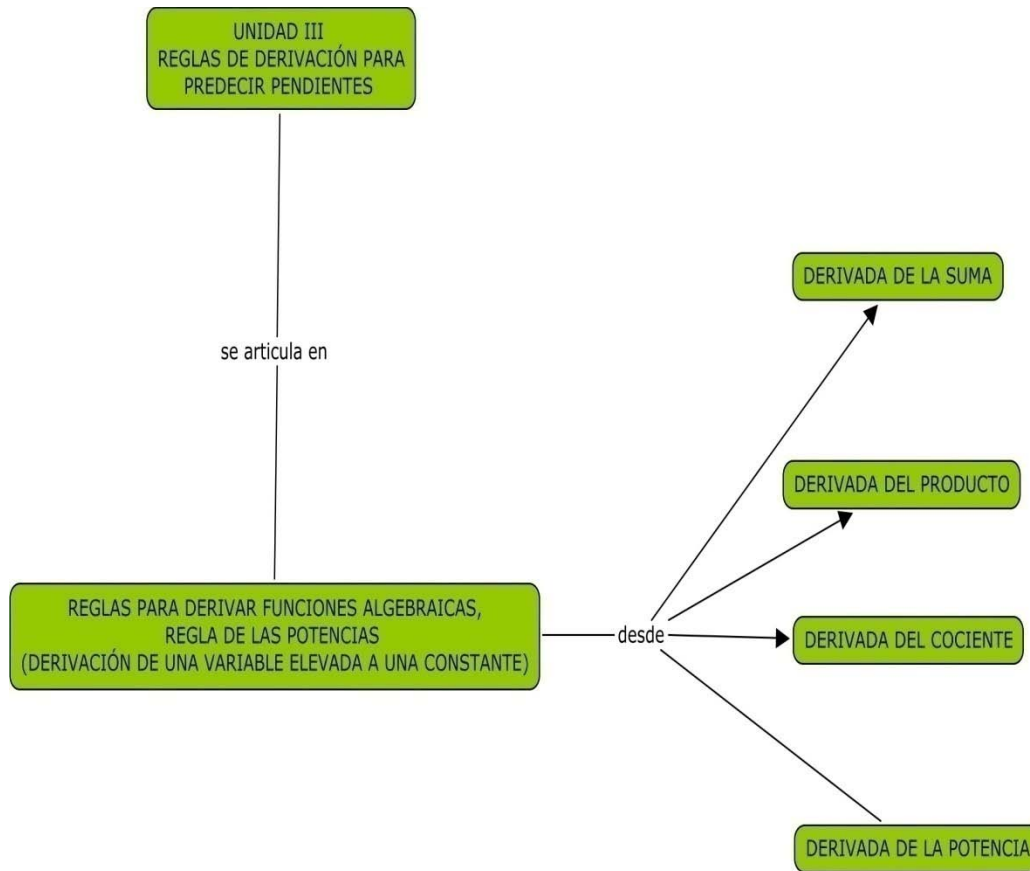 UNIDAD III
REGLAS DE DERIVACIÓN PARA
PREDECIR PENDIENTES
se articula en
REGLAS PARA DERIVAR FUNCIONES ALGEBRAICAS,
REGLA DE LAS POTENCIAS
(DERIVACIÓN DE UNA VARIABLE ELEVADA A UNA CONSTANTE)
desde
DERIVADA DE LA SUMA
DERIVADA DEL PRODUCTO
DERIVADA DEL COCIENTE
DERIVADA DE LA POTENCIA